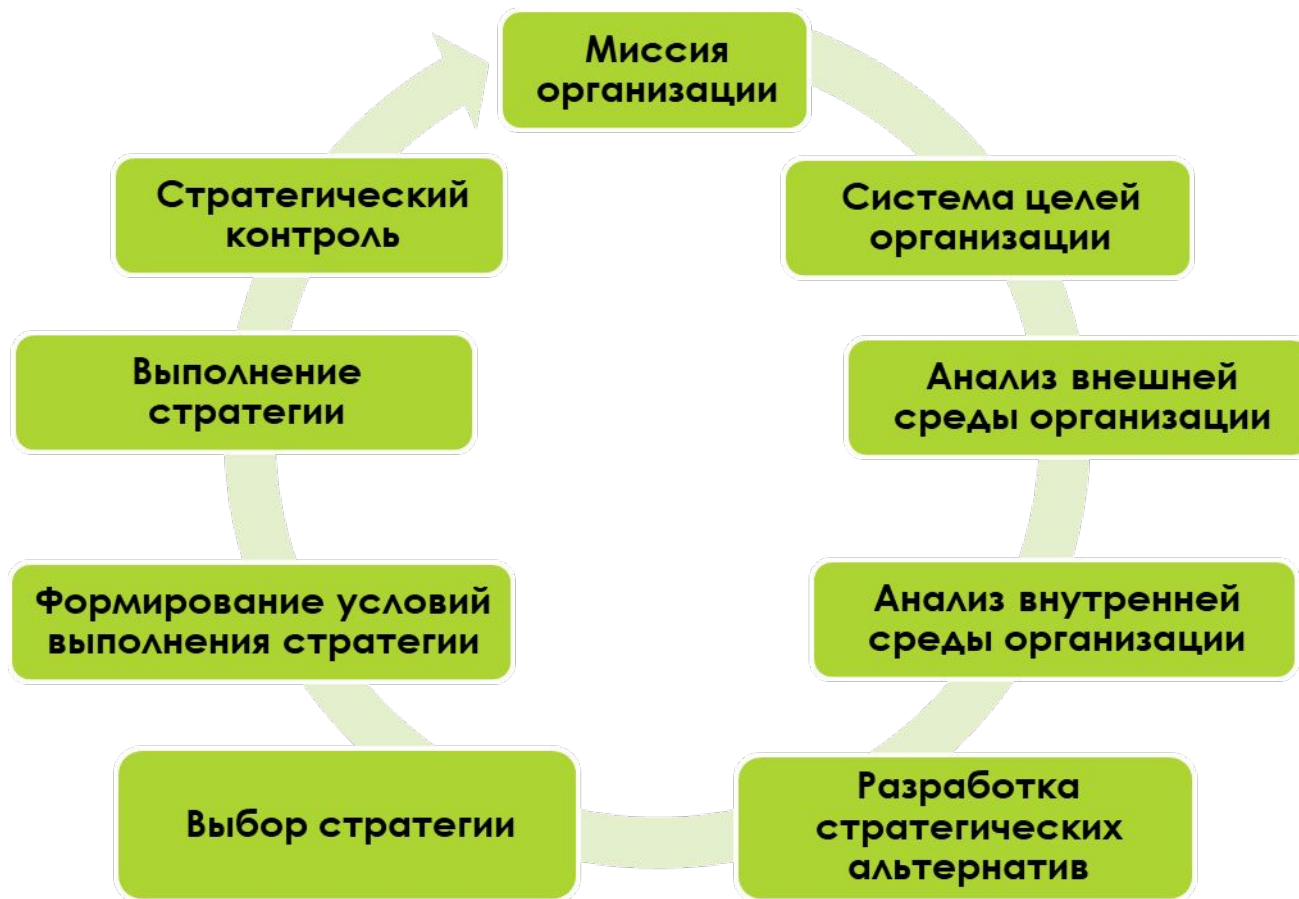 Миссия
организации
Система целей
организации
Анализ внешней
среды организации
Анализ внутренней
среды организации
Разработка
стратегических
альтернатив
Выбор стратегии
Формирование условий
выполнения стратегии
Выполнение
стратегии
Стратегический
контроль